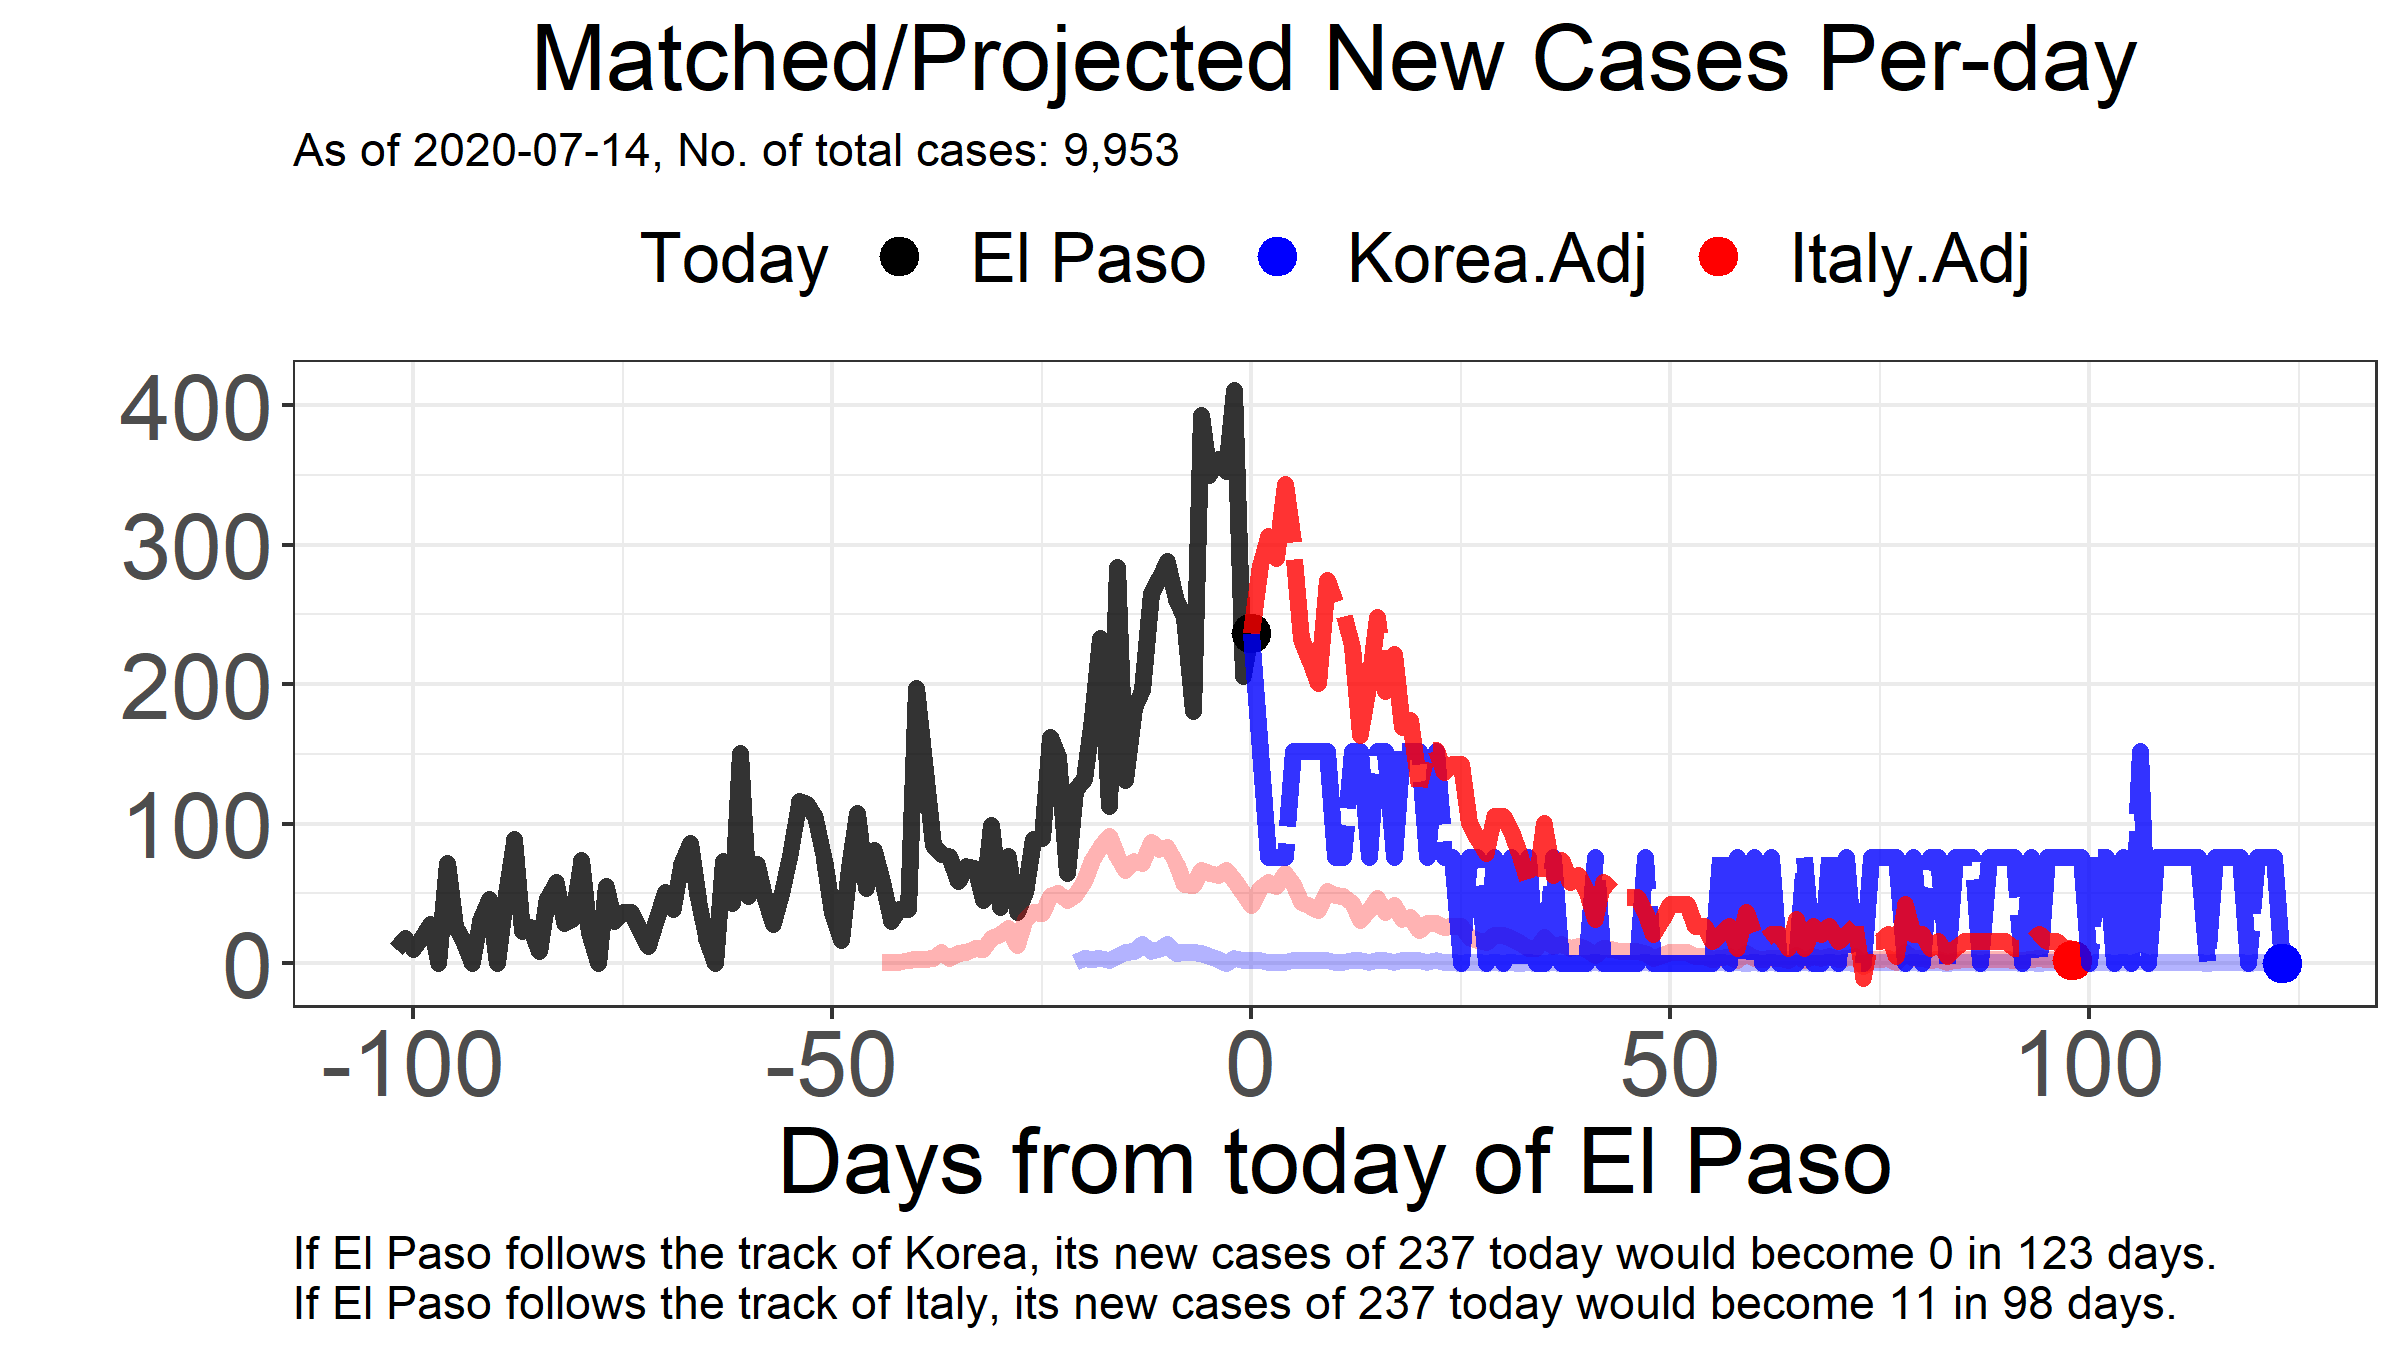 Matched/Projected New Cases Per-day
As of 2020-07-14, No. of total cases: 9,953
Today El Paso Korea.Adj Italy.Adj
400
300
200
100
0
-100 -50 0 50 100
Days from today of El Paso
If El Paso follows the track of Korea, its new cases of 237 today would become 0 in 123 days.
If El Paso follows the track of Italy, its new cases of 237 today would become 11 in 98 days.